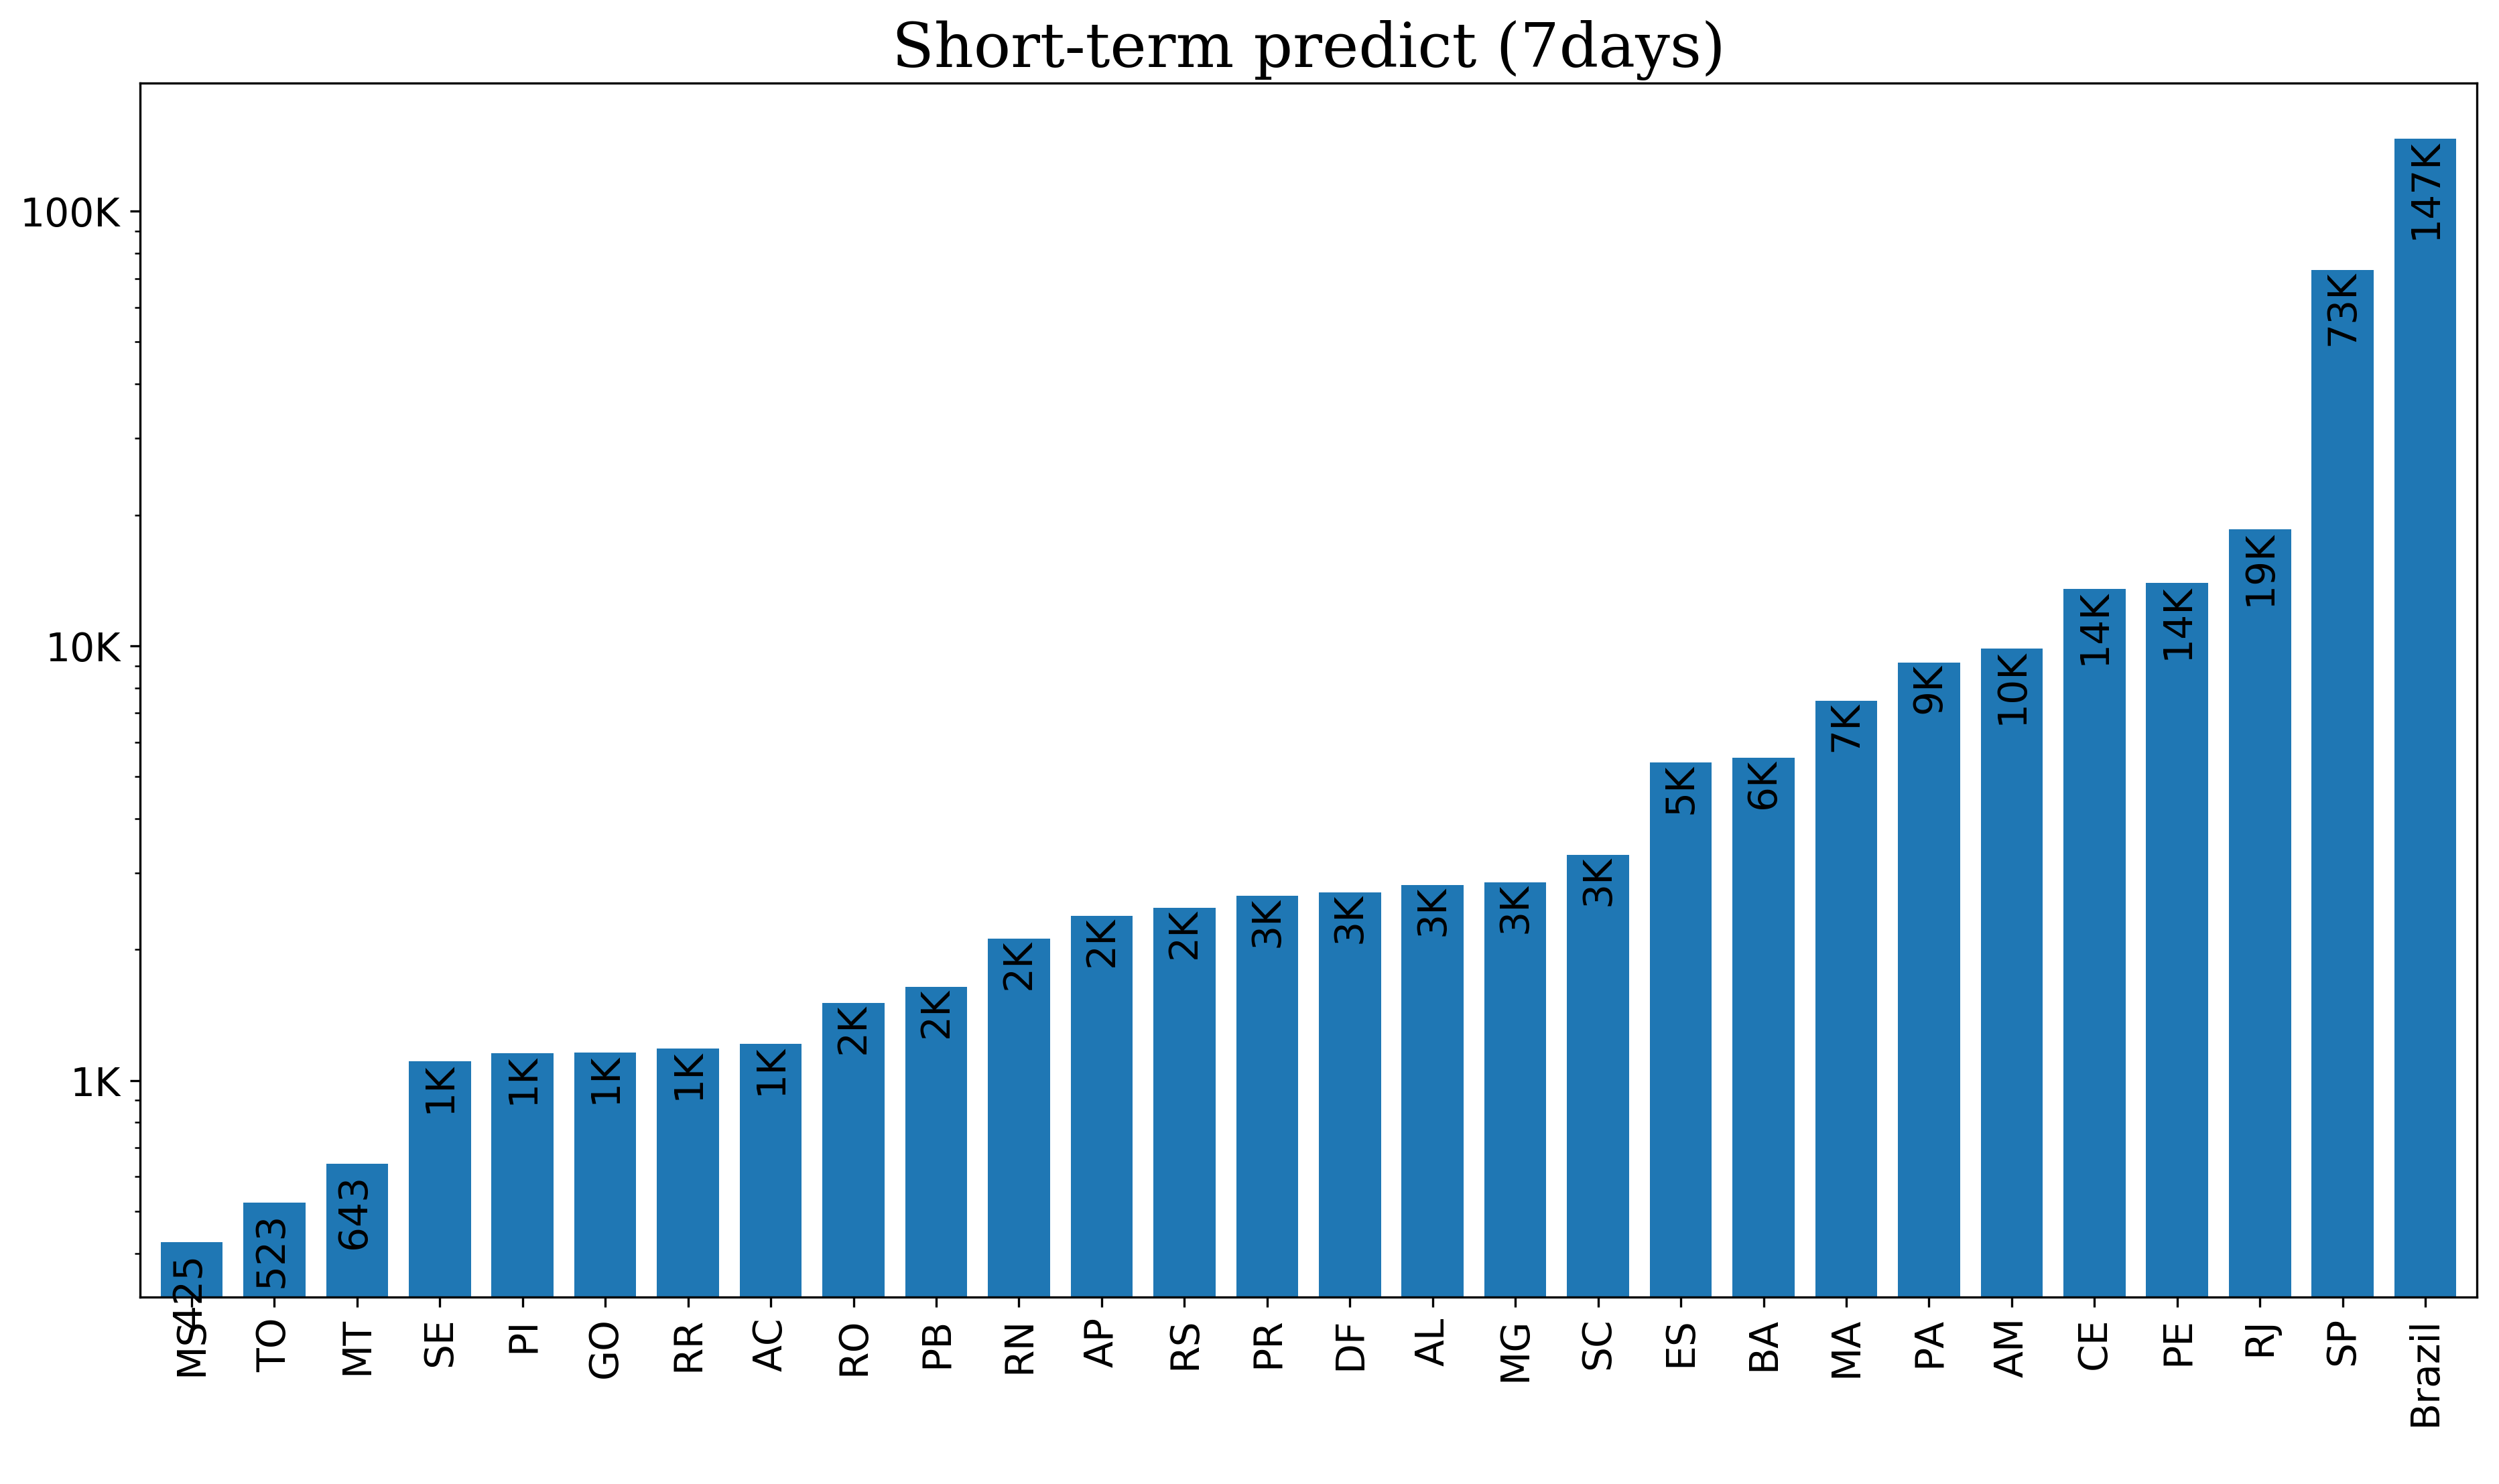 Short-term predict (7days)
100K
10K
1K
425
523
643
1K
1K
1K
1K
1K
2K
2K
2K
2K
2K
3K
3K
3K
3K
3K
5K
6K
7K
9K
10K
14K
14K
19K
73K
147K
MS
TO
MT
SE
PI
GO
RR
AC
RO
PB
RN
AP
RS
PR
DF
AL
MG
SC
ES
BA
MA
PA
AM
CE
PE
RJ
SP
Brazil